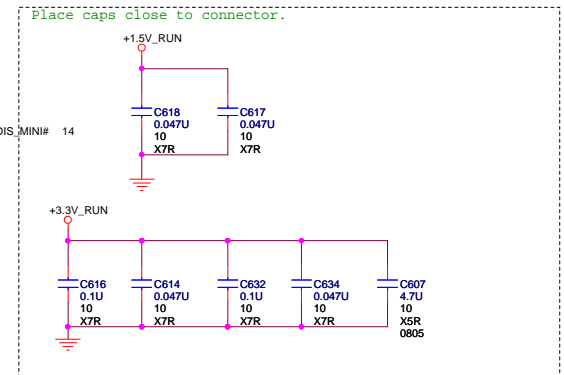 Place caps close to connector.
+1.5V_RUN
C618
0.047U
10
X7R
C617
0.047U
10
X7R
DIS_MINI# 14
+3.3V_RUN
C616
0.1U
10
X7R
C614
0.047U
10
X7R
C632
0.1U
10
X7R
C634
0.047U
10
X7R
C607
4.7U
10
X5R
0805